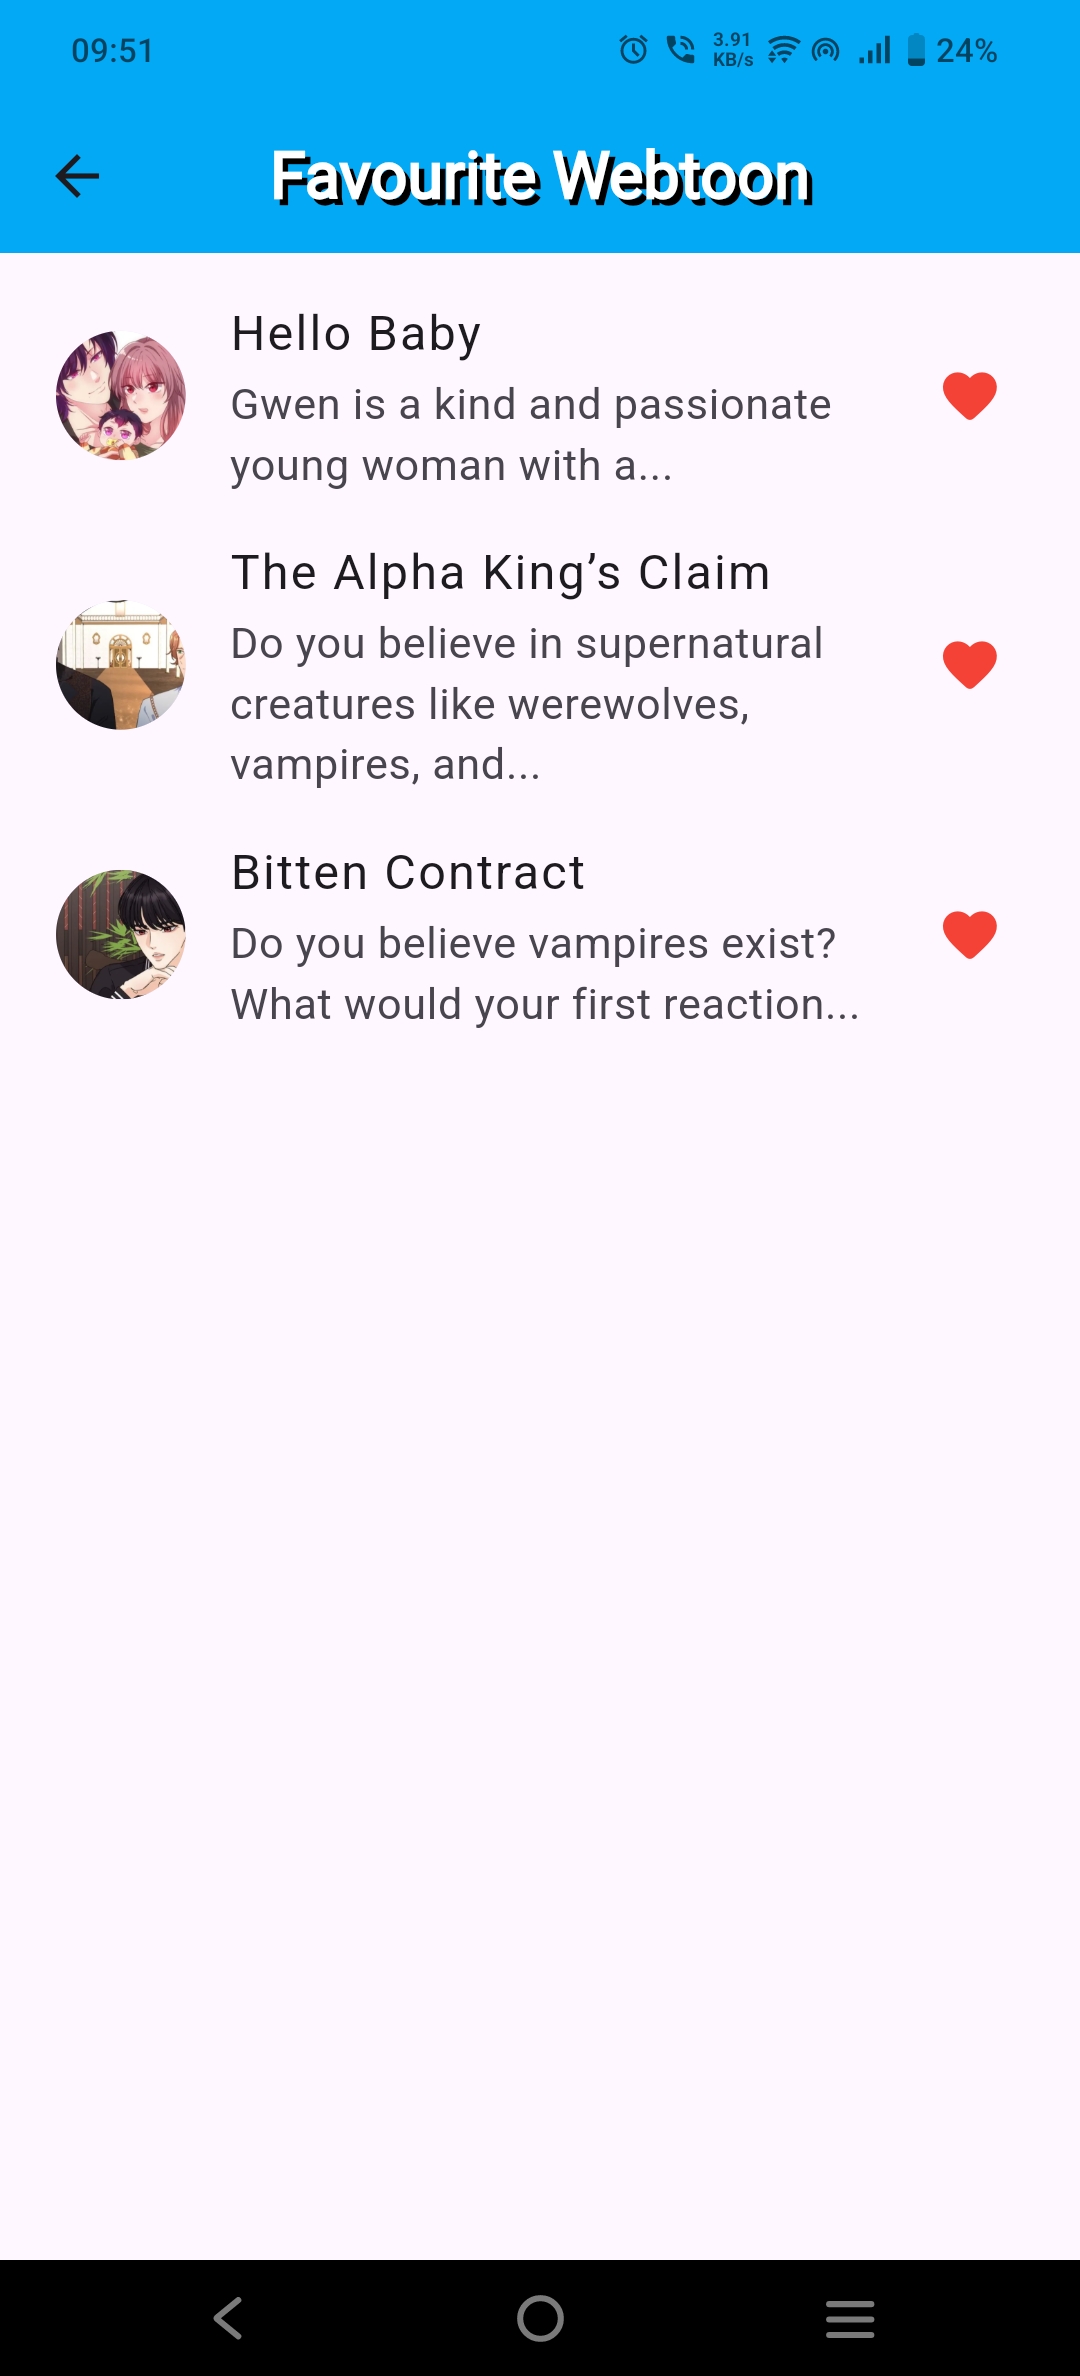 09:51
3.91
KB/s
24%
Favourite Webtoon
Hello Baby
Gwen is a kind and passionate
young woman with a...
The Alpha King’s Claim
Do you believe in supernatural
creatures like werewolves,
vampires, and...
Bitten Contract
Do you believe vampires exist?
What would your first reaction...